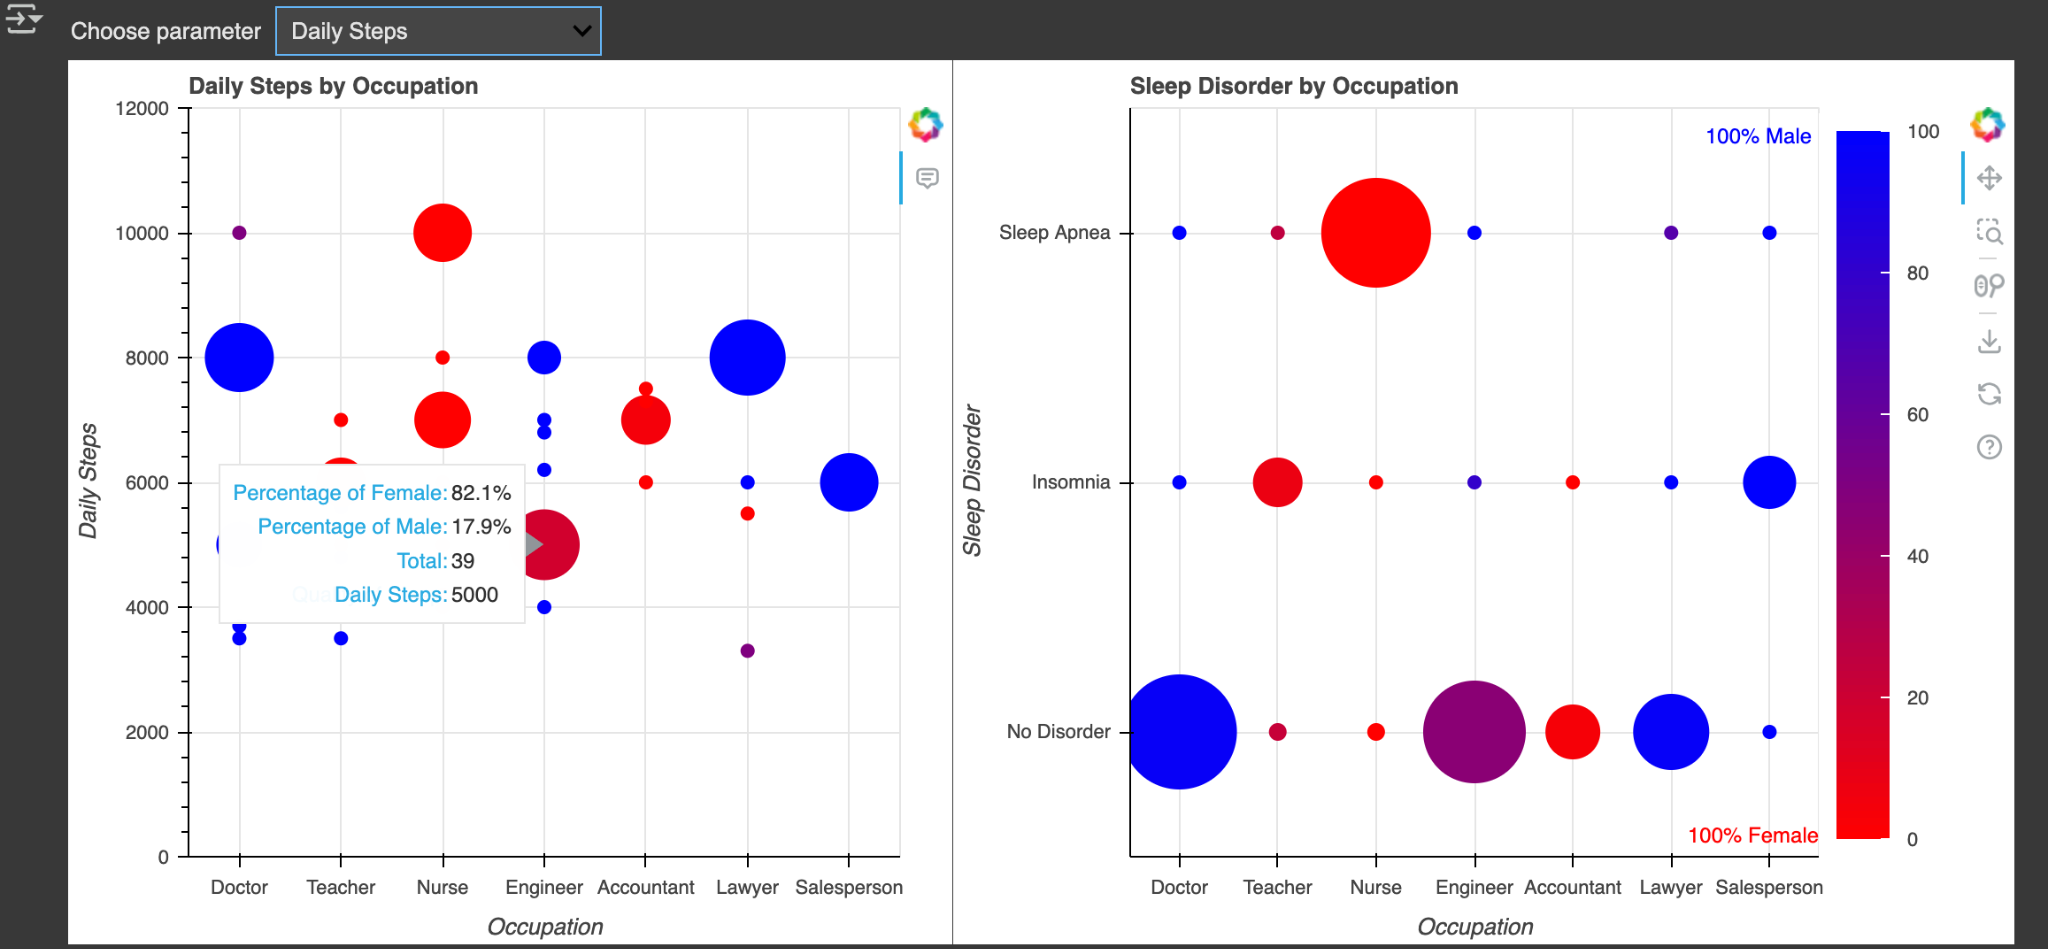 Choose parameter
Daily Steps
Daily Steps by Occupation
12000
10000
8000
6000
4000
2000
0
Daily Steps
Percentage of Female: 82.1%
Percentage of Male: 17.9%
Total: 39
Daily Steps: 5000
Doctor Teacher Nurse Engineer Accountant Lawyer Salesperson
Occupation
Sleep Disorder by Occupation
100% Male
Sleep Apnea
Insomnia
No Disorder
Sleep Disorder
100% Female
Doctor Teacher Nurse Engineer Accountant Lawyer Salesperson
Occupation
100
80
60
40
20
0